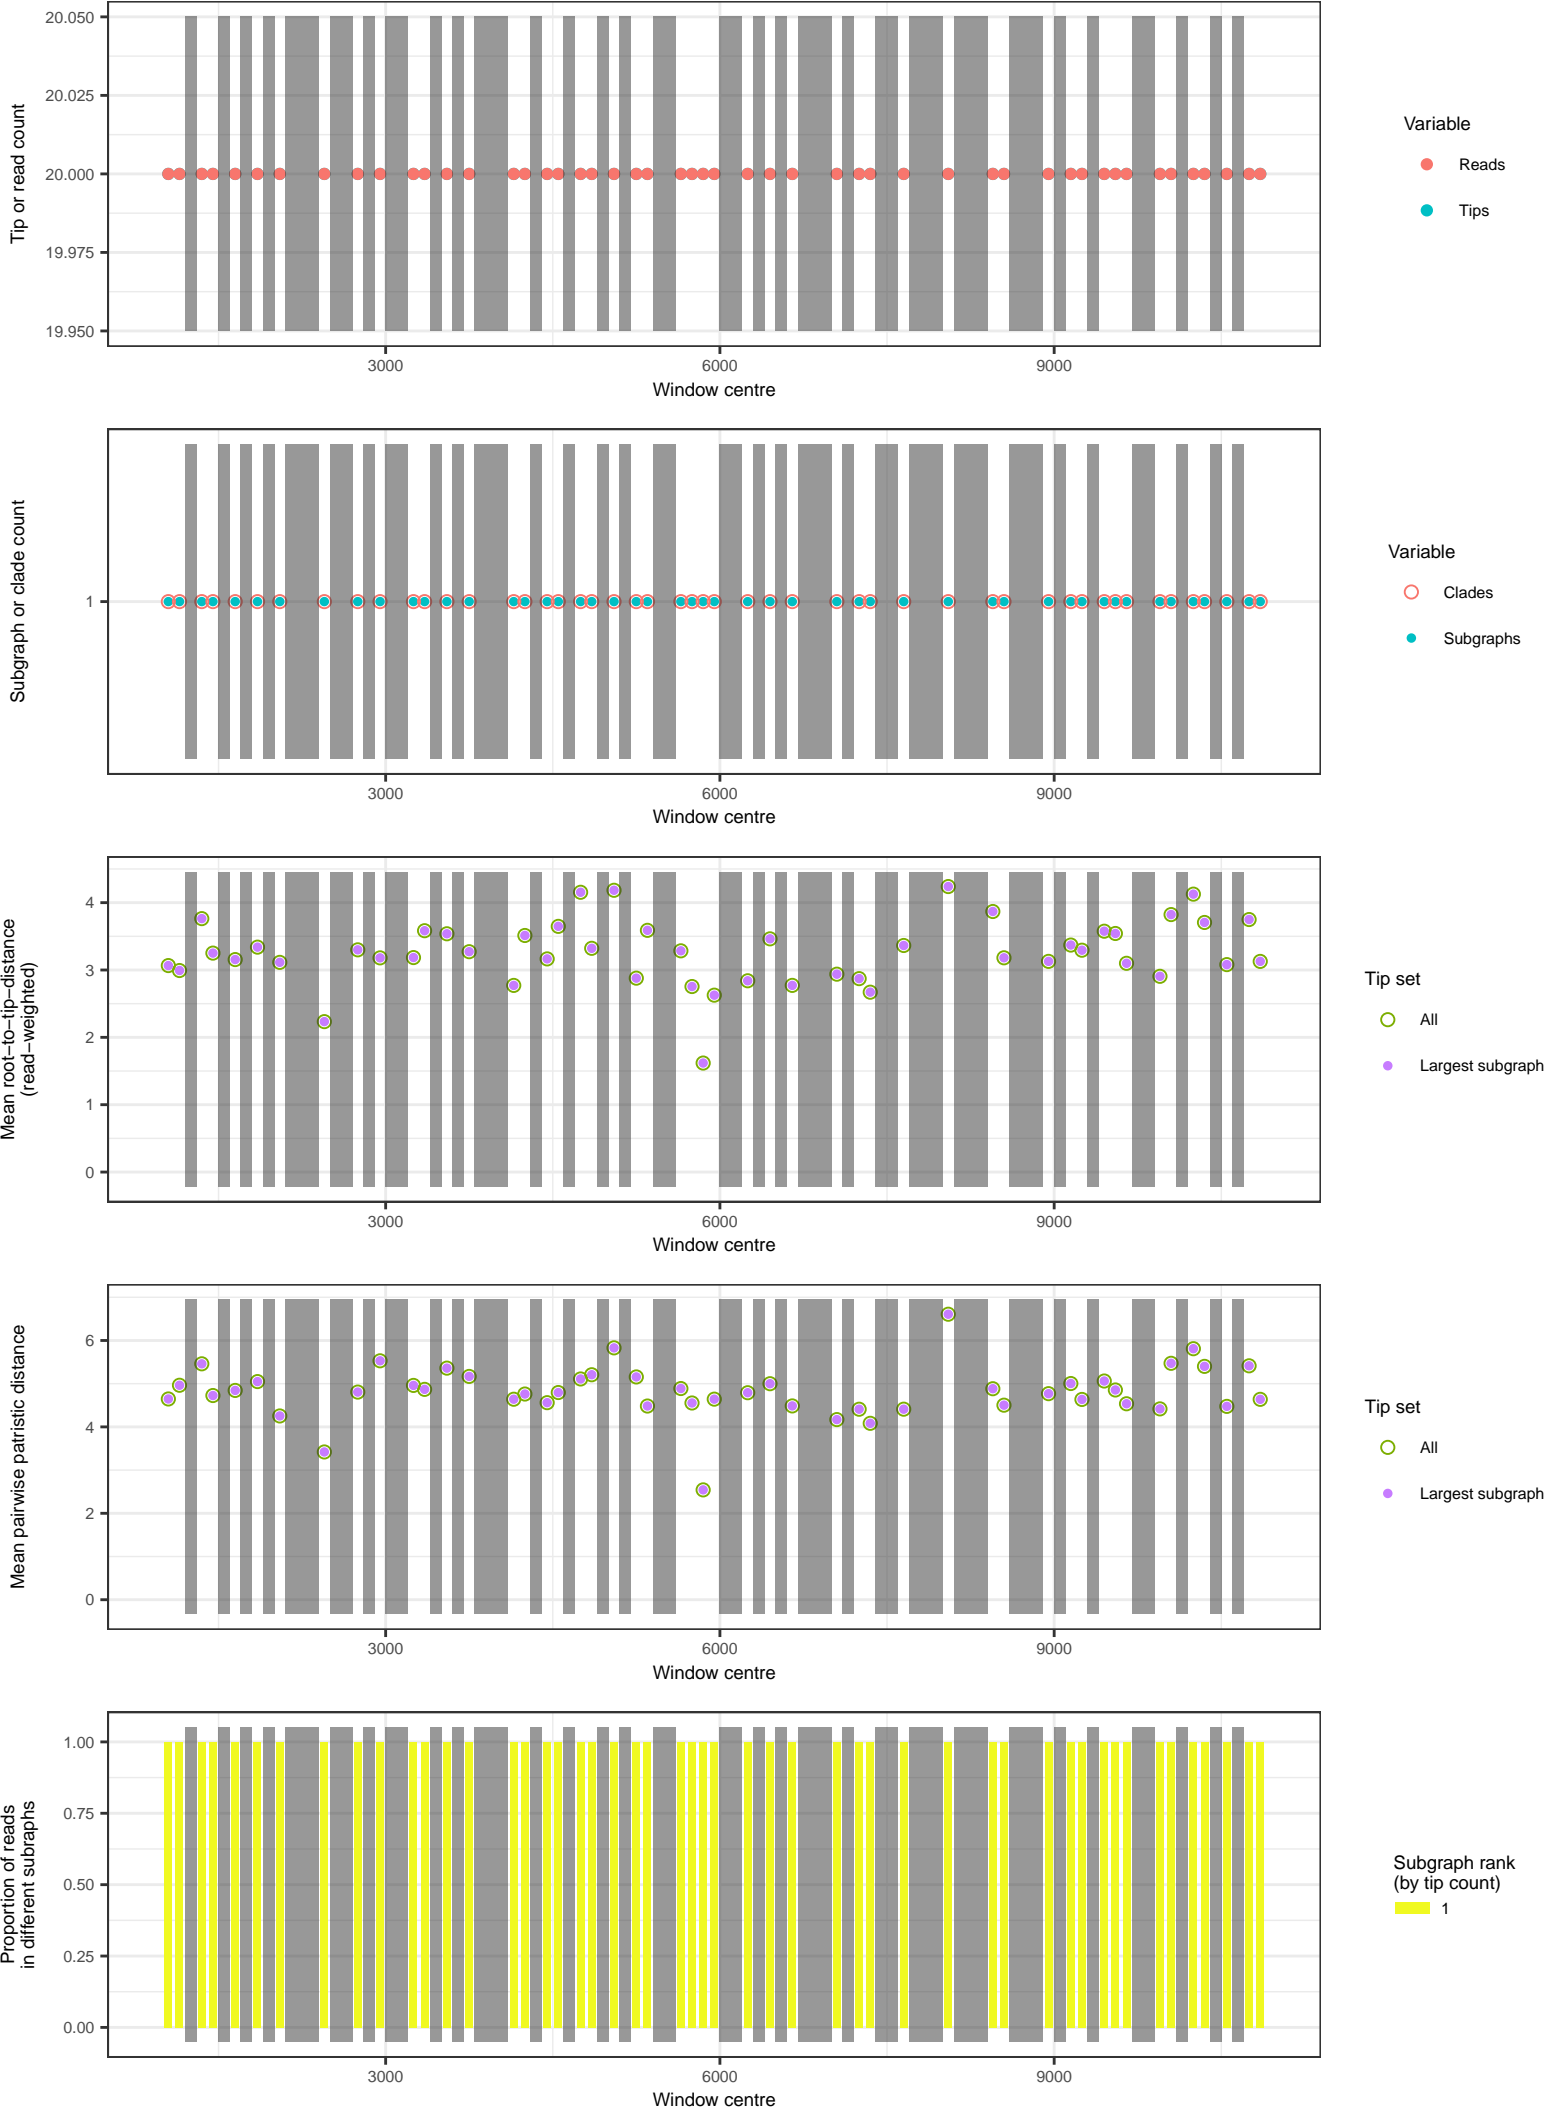 20.050
20.025
20.000
19.975
19.950
Tip or read count
3000
6000
9000
Window centre
Variable
Reads
Tips
1
Subgraph or clade count
3000
6000
9000
Window centre
Variable
Clades
Subgraphs
4
3
2
1
0
Mean root−to−tip−distance
(read−weighted)
3000
6000
9000
Window centre
Tip set
All
Largest subgraph
6
4
2
0
Mean pairwise patristic distance
3000
6000
9000
Window centre
Tip set
All
Largest subgraph
1.00
0.75
0.50
0.25
0.00
Proportion of reads
in different subraphs
3000
6000
9000
Window centre
Subgraph rank
(by tip count)
1